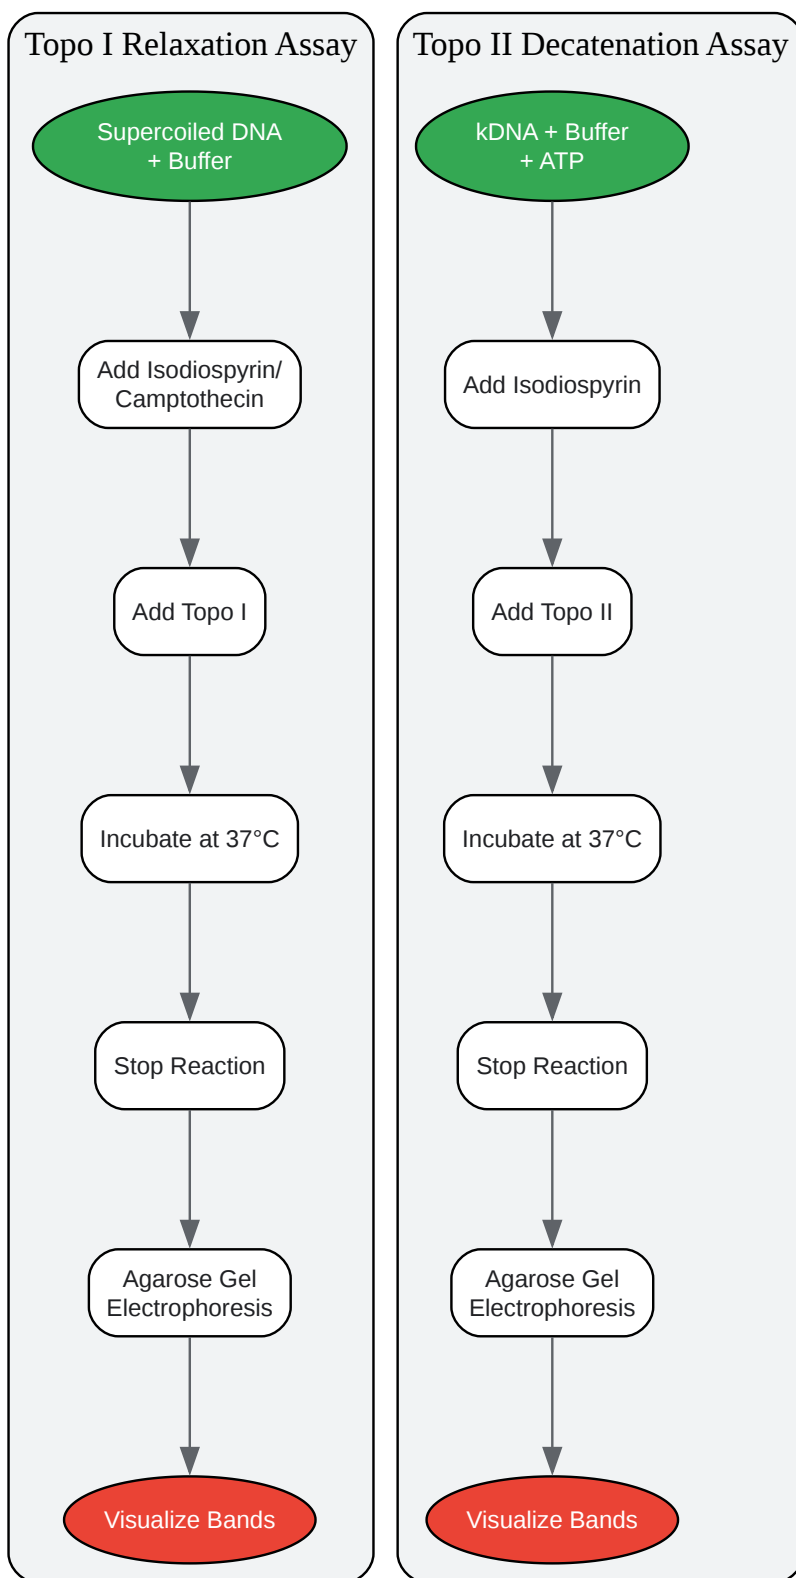 Topo I Relaxation Assay
Supercoiled DNA
+ Buffer
Add Isodiospyrin/
Camptothecin
Add Topo I
Incubate at 37°C
Stop Reaction
Agarose Gel
Electrophoresis
Visualize Bands
Topo II Decatenation Assay
kDNA + Buffer
+ ATP
Add Isodiospyrin
Add Topo II
Incubate at 37°C
Stop Reaction
Agarose Gel
Electrophoresis
Visualize Bands